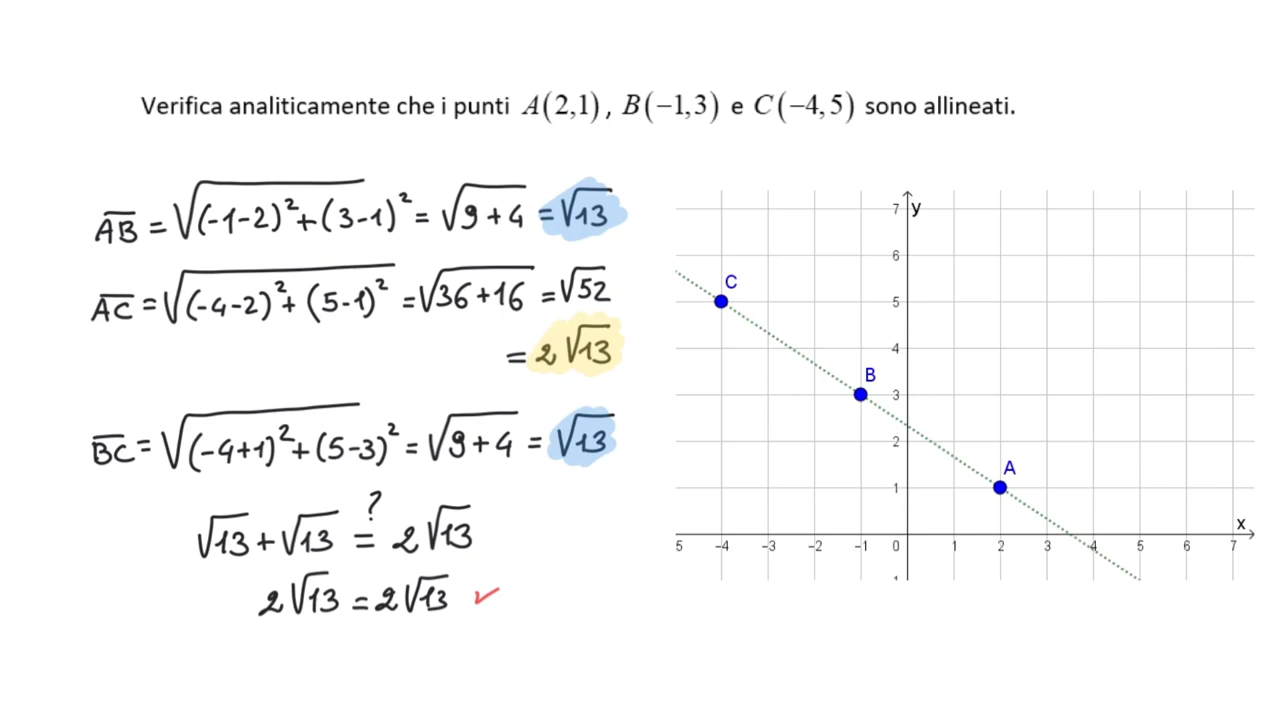 Verifica analiticamente che i punti A(2,1), B(−1,3) e C(−4,5) sono allineati.
AB = √(-1-2)² + (3-1)² = √9+4 = √13
AC = √(-4-2)² + (5-1)² = √36+16 = √52
= 2√13
BC = √(-4+1)² + (5-3)² = √9+4 = √13
?
√13 + √13 = 2√13
2√13 = 2√13 ✓
y
7
6
C
5
4
B
3
2
A
1
x
5 −4 −3 −2 −1 0 1 2 3 4 5 6 7